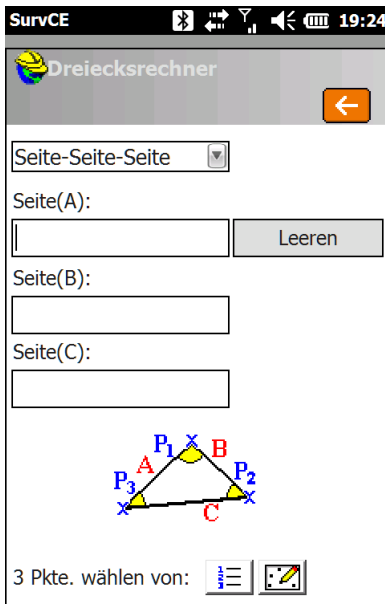 SurvCE 19:24
Dreiecksrechner
Seite-Seite-Seite
Seite(A):
Leeren
Seite(B):
Seite(C):
P1 B
A
P3 P2
C
3 Pkte. wählen von: